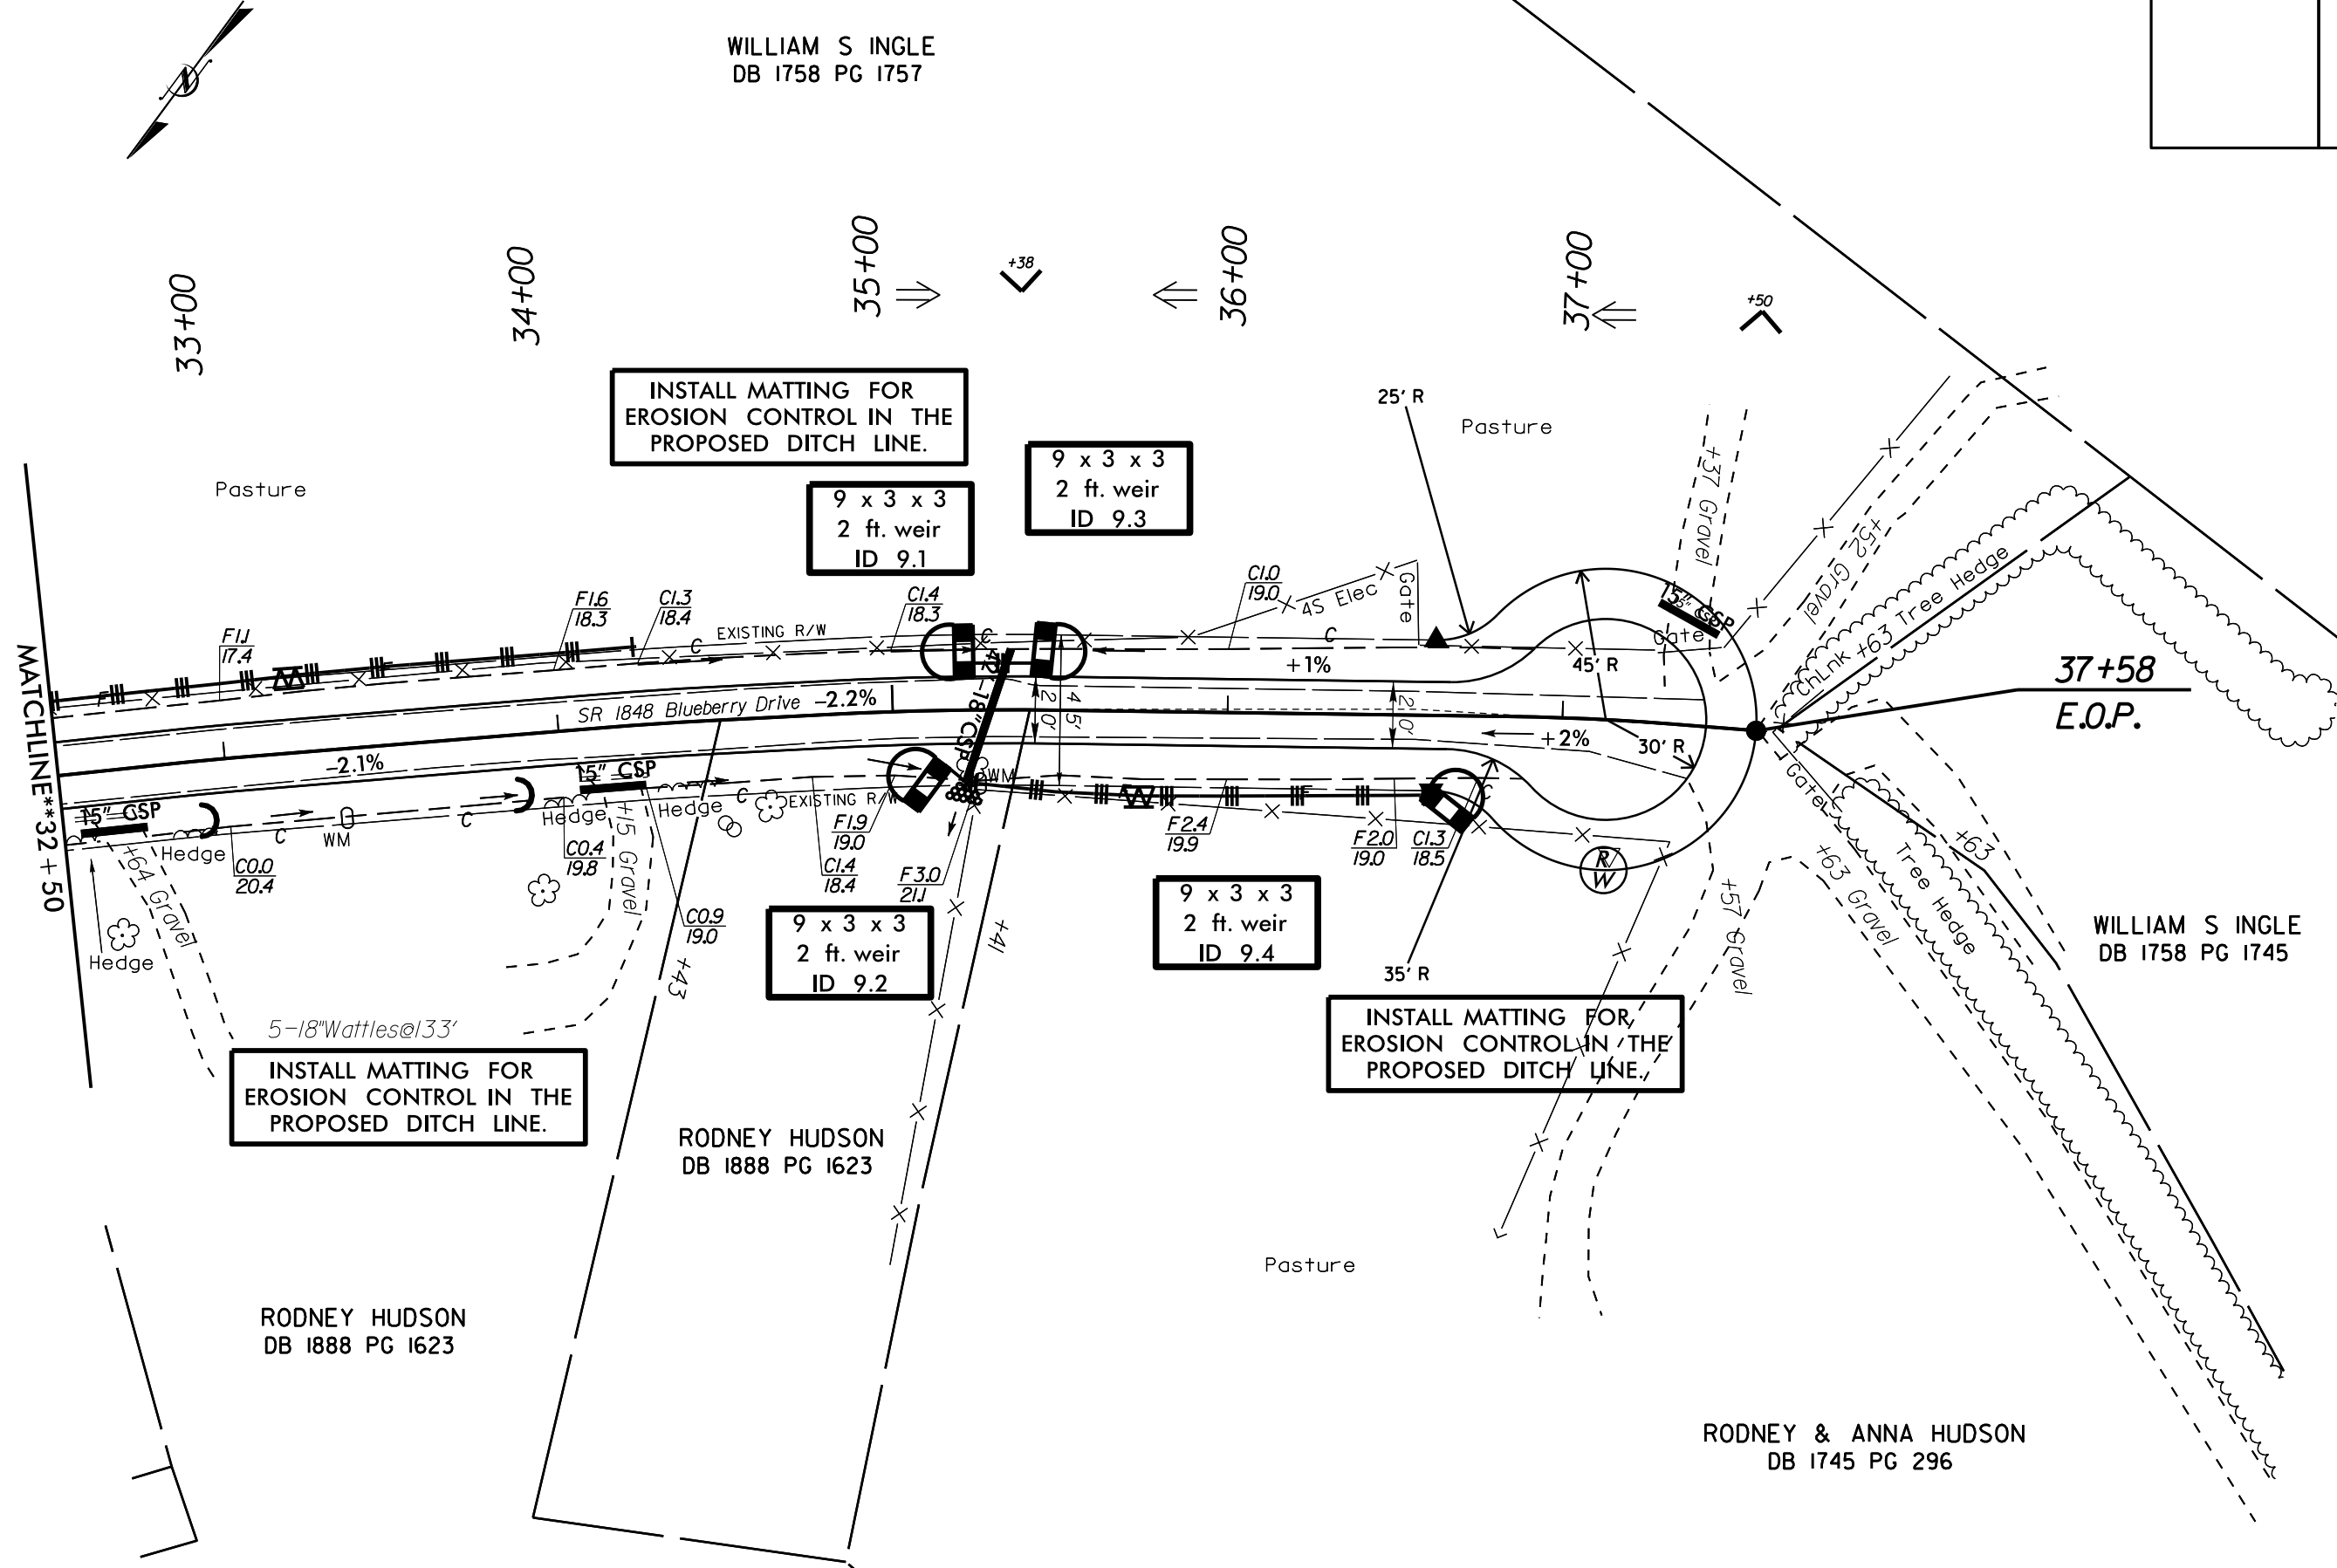 N
WILLIAM S INGLE
DB 1758 PG 1757
33+00
34+00
35+00
+38
36+00
37+00
+50
INSTALL MATTING FOR
EROSION CONTROL IN THE
PROPOSED DITCH LINE.
9 x 3 x 3
2 ft. weir
ID 9.1
9 x 3 x 3
2 ft. weir
ID 9.3
25' R
Pasture
Pasture
+37 Gravel
+52 Gravel
ChLnk +63 Tree Hedge
F1.1
17.4
F1.6
18.3
C1.3
18.4
C1.4
18.3
C1.0
19.0
4S Elec
Gate
Gate
15" CSP
EXISTING R/W
C
C
C
F
+1%
45' R
37+58
E.O.P.
MATCHLINE**32+50
SR 1848 Blueberry Drive
-2.2%
-2.1%
18" CSP
20'
45'
20'
+2%
30' R
15" CSP
15" CSP
WM
Hedge
Hedge
Hedge
Hedge
C
WM
C
C
EXISTING R/W
F
C
Gate
+64 Gravel
+15 Gravel
C0.0
20.4
C0.4
19.8
C0.9
19.0
F1.9
19.0
C1.4
18.4
F3.0
21.1
F2.4
19.9
F2.0
19.0
C1.3
18.5
R
W
+63
Tree Hedge
+63 Gravel
+57 Gravel
+43
+41
9 x 3 x 3
2 ft. weir
ID 9.2
9 x 3 x 3
2 ft. weir
ID 9.4
35' R
WILLIAM S INGLE
DB 1758 PG 1745
5-18"Wattles@133'
INSTALL MATTING FOR
EROSION CONTROL IN THE
PROPOSED DITCH LINE.
INSTALL MATTING FOR
EROSION CONTROL IN THE
PROPOSED DITCH LINE.
RODNEY HUDSON
DB 1888 PG 1623
Pasture
RODNEY HUDSON
DB 1888 PG 1623
RODNEY & ANNA HUDSON
DB 1745 PG 296